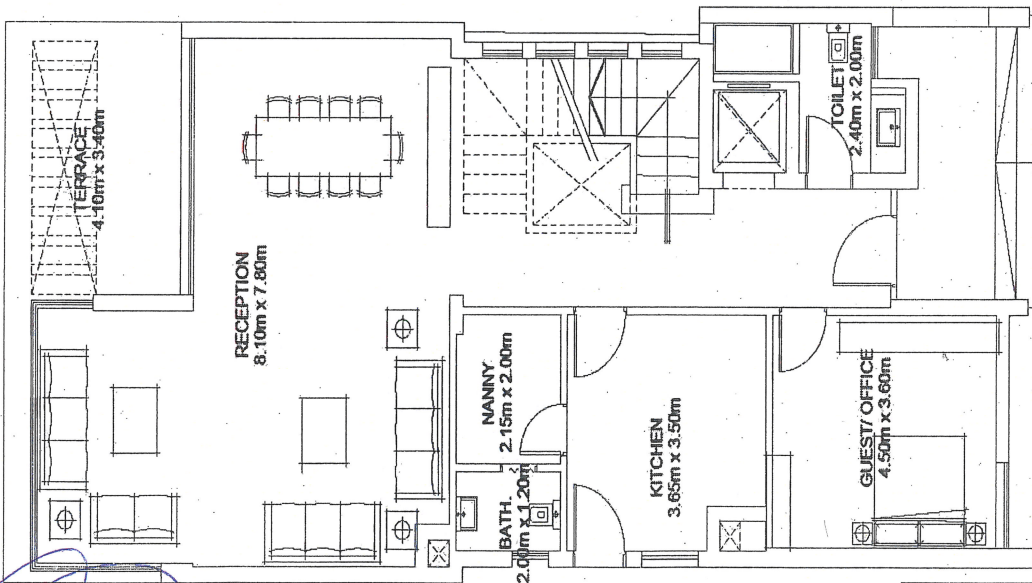 TERRACE
4.10m x 3.40m
RECEPTION
8.10m x 7.80m
TOILET
2.40m x 2.00m
NANNY
2.15m x 2.00m
BATH.
2.00m x 1.20m
KITCHEN
3.65m x 3.50m
GUEST/ OFFICE
4.50m x 3.60m